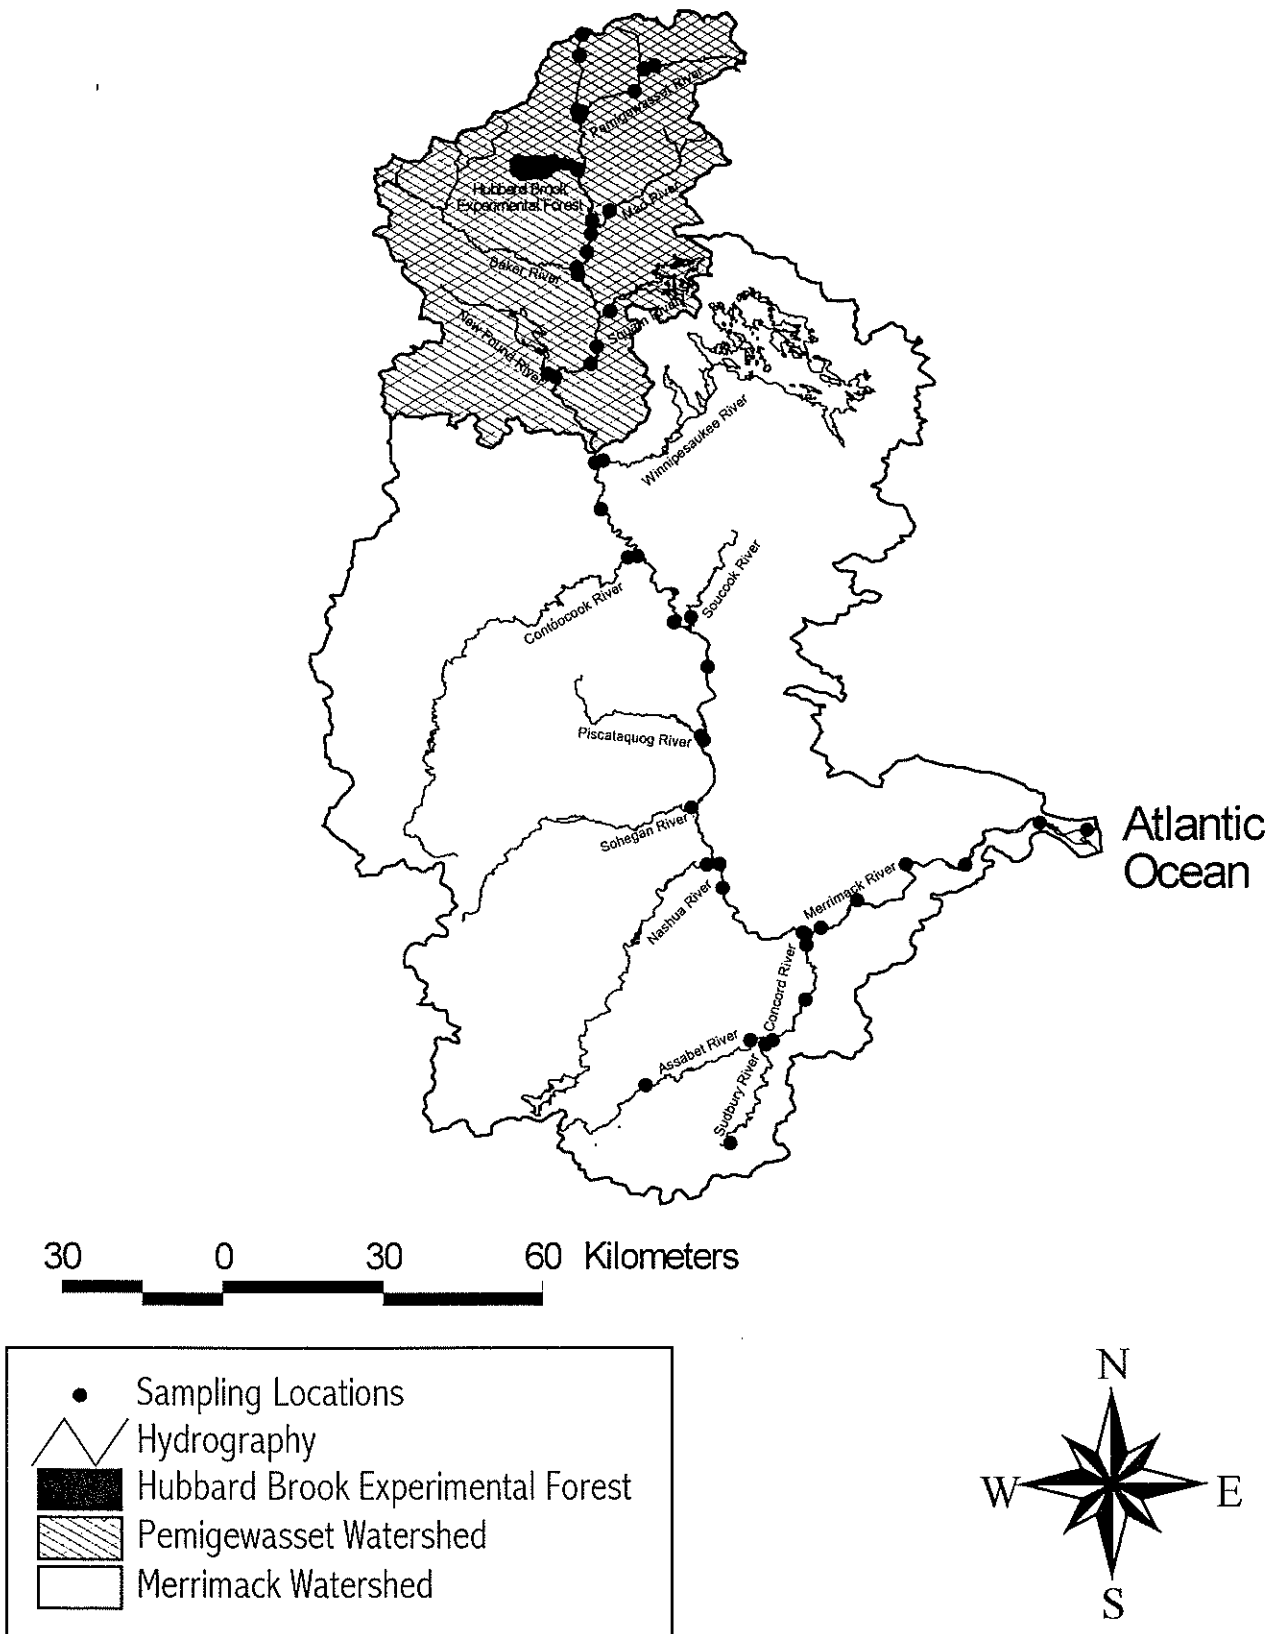 Pemigewasset River
Hubbard Brook
Experimental Forest
Mad River
Baker River
Squam River
New Found River
Winnipesaukee River
Soucook River
Contoocook River
Piscataquog River
Sohegan River
Atlantic
Ocean
Merrimack River
Nashua River
Concord River
Assabet River
Sudbury River
30 0 30 60 Kilometers
Sampling Locations
Hydrography
Hubbard Brook Experimental Forest
Pemigewasset Watershed
Merrimack Watershed
N
W E
S